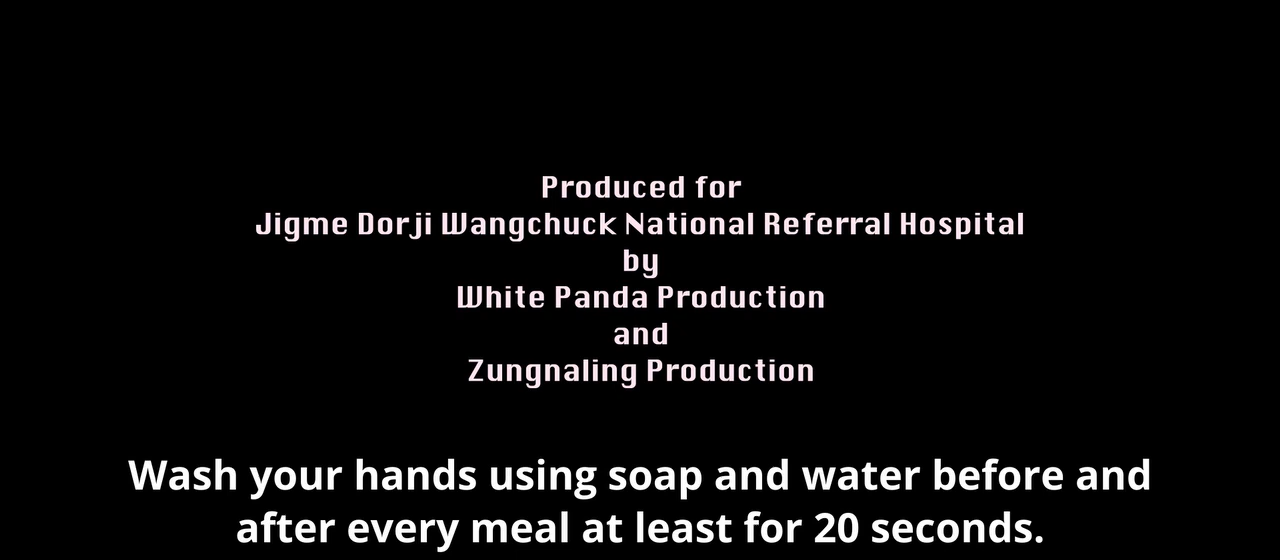 Produced for
Jigme Dorji Wangchuck National Referral Hospital
by
White Panda Production
and
Zungnaling Production
Wash your hands using soap and water before and
after every meal at least for 20 seconds.